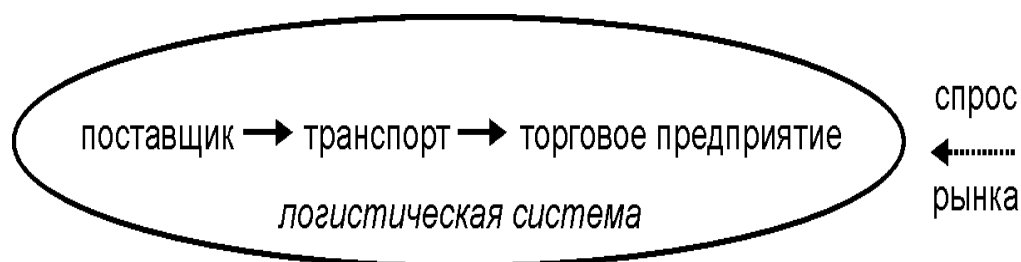 спрос
поставщик → транспорт → торговое предприятие
рынка
логистическая система